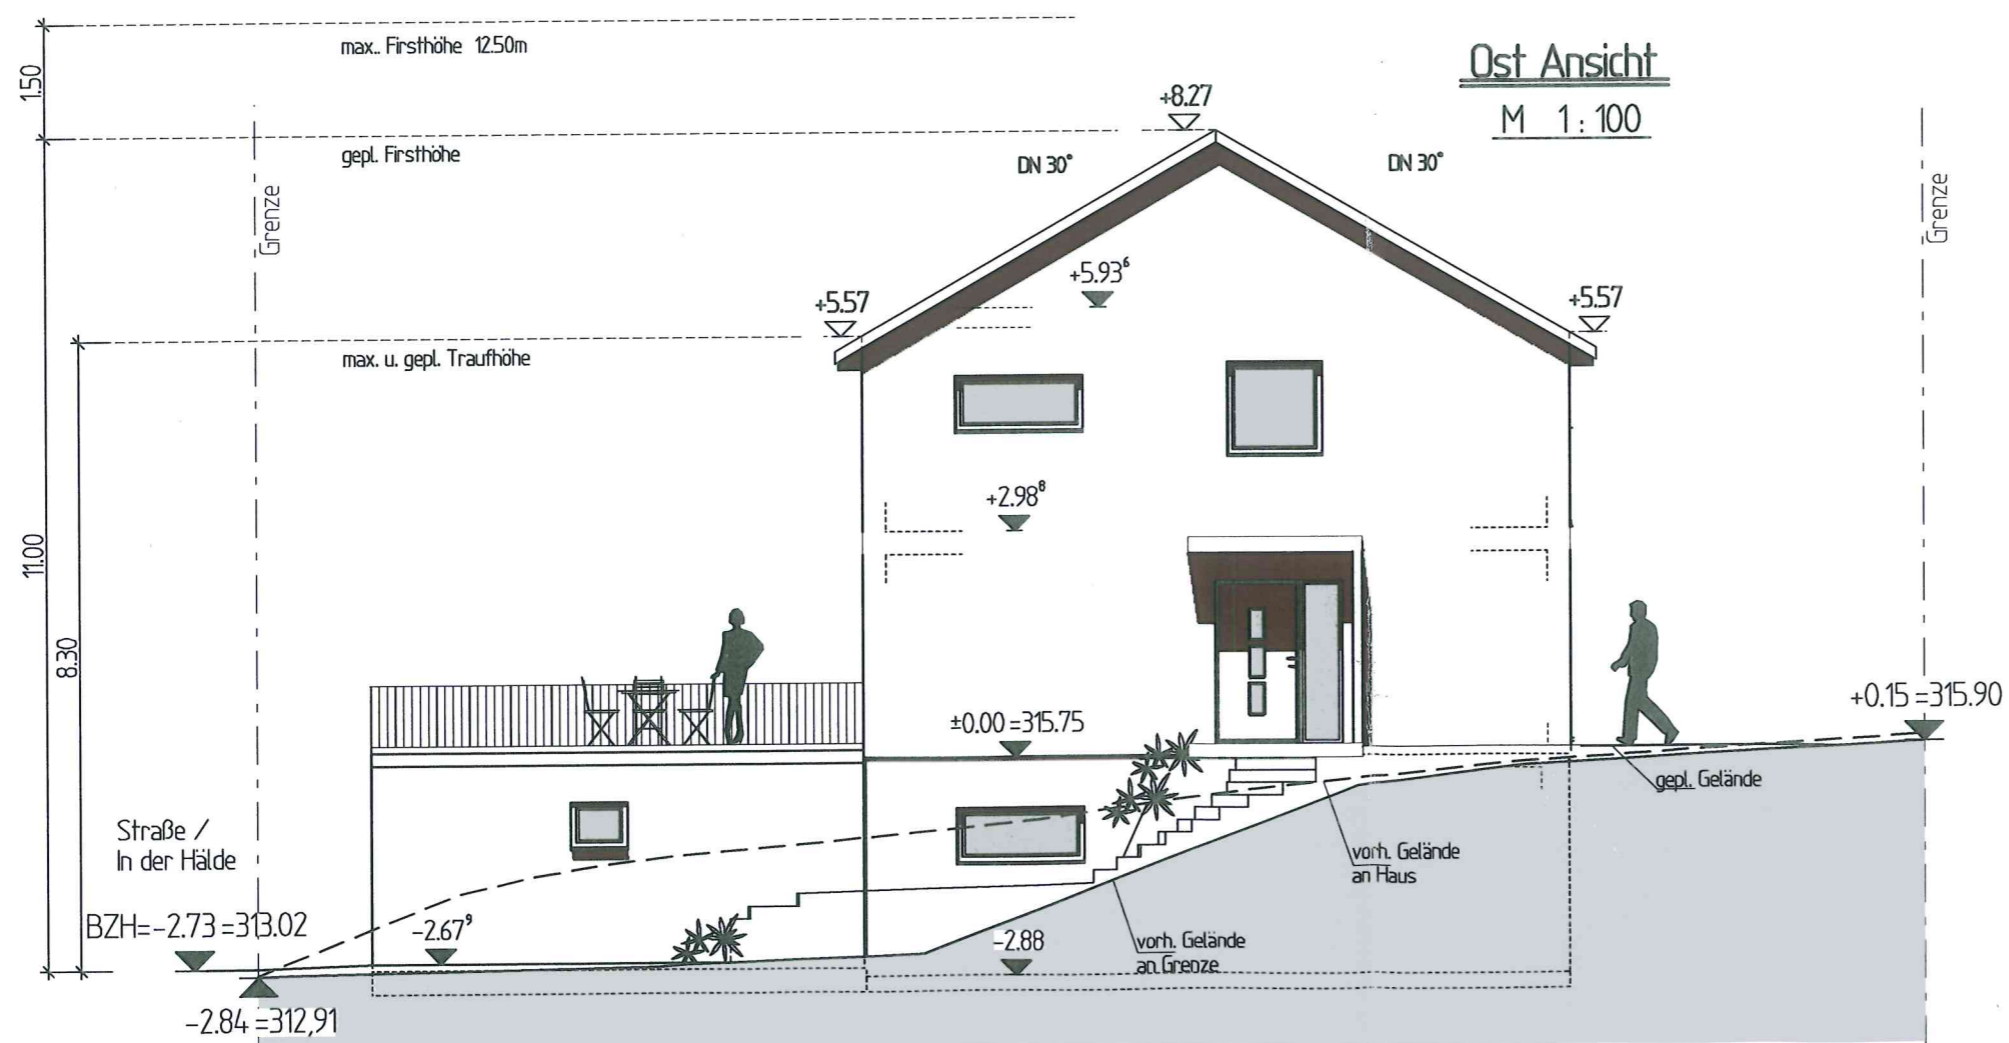 max.. Firsthöhe 12.50m
Ost Ansicht
M 1:100
1.50
+8.27
gepl. Firsthöhe
DN 30°
DN 30°
Grenze
Grenze
+5.93⁶
+5.57
+5.57
max. u. gepl. Traufhöhe
+2.98⁸
11.00
8.30
±0.00=315.75
+0.15=315.90
gepl. Gelände
Straße /
In der Hälde
vorh. Gelände
an Haus
BZH=-2.73=313.02
-2.67⁹
-2.88
vorh. Gelände
an Grenze
-2.84=312,91